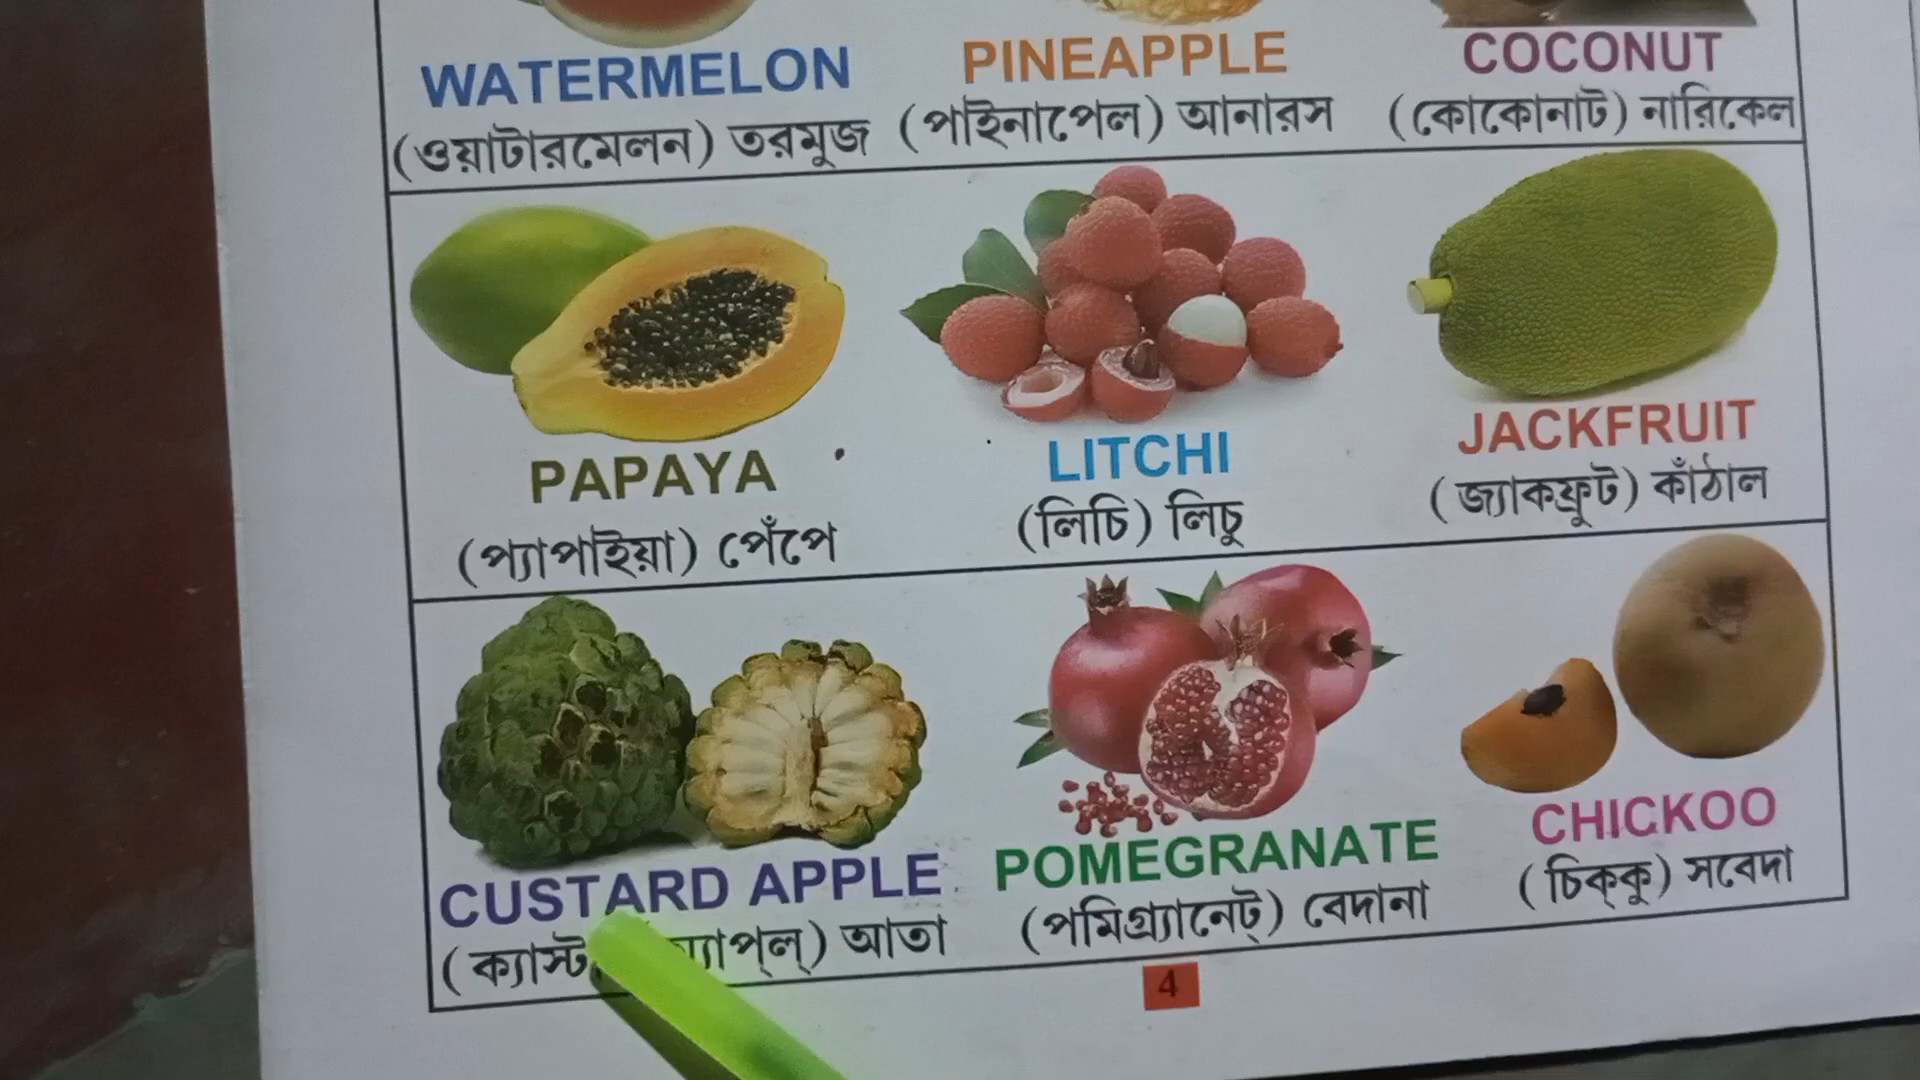 WATERMELON PINEAPPLE COCONUT
(ওয়াটারমেলন) তরমুজ (পাইনাপেল) আনারস (কোকোনাট) নারিকেল
PAPAYA LITCHI JACKFRUIT
(প্যাপাইয়া) পেঁপে (লিচি) লিচু (জ্যাকফ্রুট) কাঁঠাল
CUSTARD APPLE POMEGRANATE CHICKOO
আতা (পমিগ্র্যানেট্) বেদানা (চিক্কু) সবেদা
4